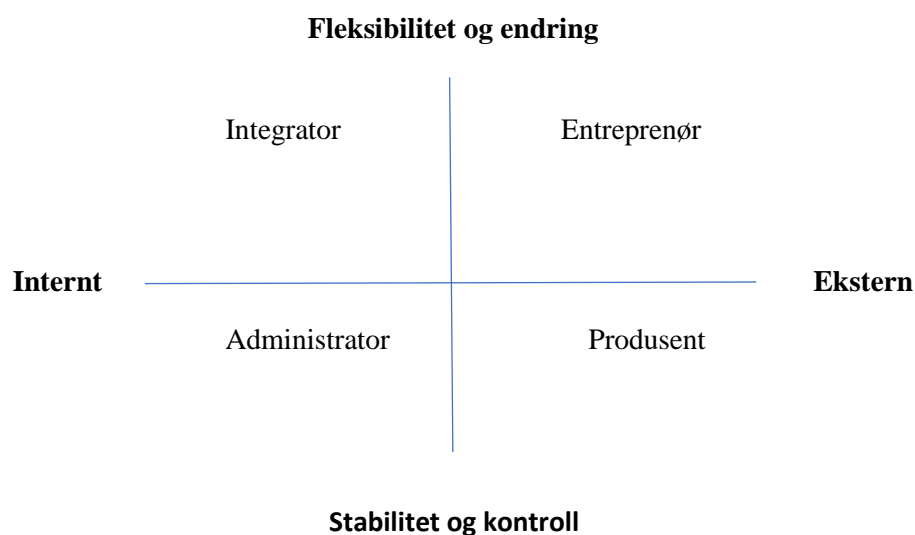 Fleksibilitet og endring
Integrator
Entreprenør
Internt
Ekstern
Administrator
Produsent
Stabilitet og kontroll